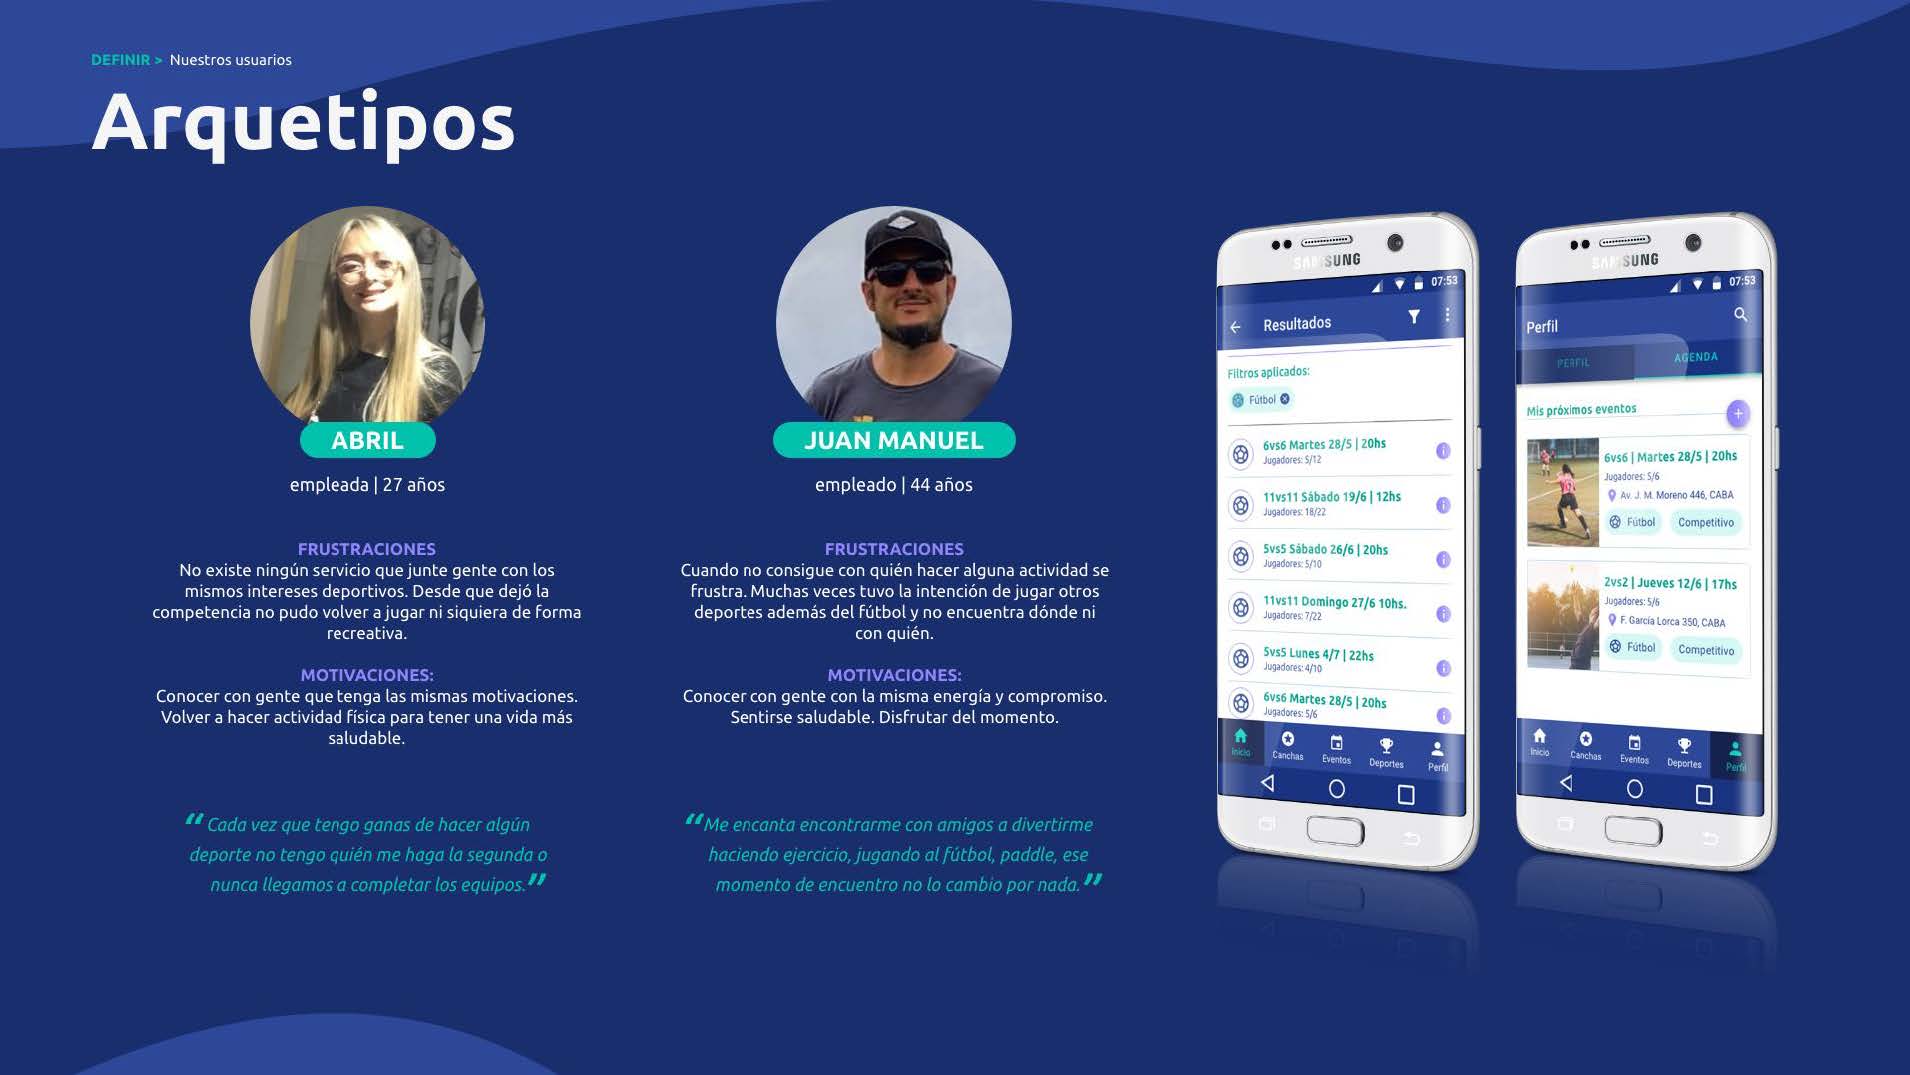 DEFINIR > Nuestros usuarios
Arquetipos
ABRIL
empleada | 27 años
FRUSTRACIONES
No existe ningún servicio que junte gente con los
mismos intereses deportivos. Desde que dejó la
competencia no pudo volver a jugar ni siquiera de forma
recreativa.
MOTIVACIONES:
Conocer con gente que tenga las mismas motivaciones.
Volver a hacer actividad física para tener una vida más
saludable.
“Cada vez que tengo ganas de hacer algún
deporte no tengo quién me haga la segunda o
nunca llegamos a completar los equipos.”
JUAN MANUEL
empleado | 44 años
FRUSTRACIONES
Cuando no consigue con quién hacer alguna actividad se
frustra. Muchas veces tuvo la intención de jugar otros
deportes además del fútbol y no encuentra dónde ni
con quién.
MOTIVACIONES:
Conocer con gente con la misma energía y compromiso.
Sentirse saludable. Disfrutar del momento.
“Me encanta encontrarme con amigos a divertirme
haciendo ejercicio, jugando al fútbol, paddle, ese
momento de encuentro no lo cambio por nada.”
SAMSUNG
07:53
Resultados
Filtros aplicados:
Fútbol
6vs6 Martes 28/5 | 20hs
Jugadores: 5/12
11vs11 Sábado 19/6 | 12hs
Jugadores: 18/22
5vs5 Sábado 26/6 | 20hs
Jugadores: 5/10
11vs11 Domingo 27/6 10hs.
Jugadores: 7/22
5vs5 Lunes 4/7 | 22hs
Jugadores: 4/10
6vs6 Martes 28/5 | 20hs
Jugadores: 5/6
Inicio Canchas Eventos Deportes Perfil
SAMSUNG
07:53
Perfil
PERFIL AGENDA
Mis próximos eventos
6vs6 | Martes 28/5 | 20hs
Jugadores: 5/6
Av. J. M. Moreno 446, CABA
Fútbol Competitivo
2vs2 | Jueves 12/6 | 17hs
Jugadores: 5/6
F. García Lorca 350, CABA
Fútbol Competitivo
Inicio Canchas Eventos Deportes Perfil